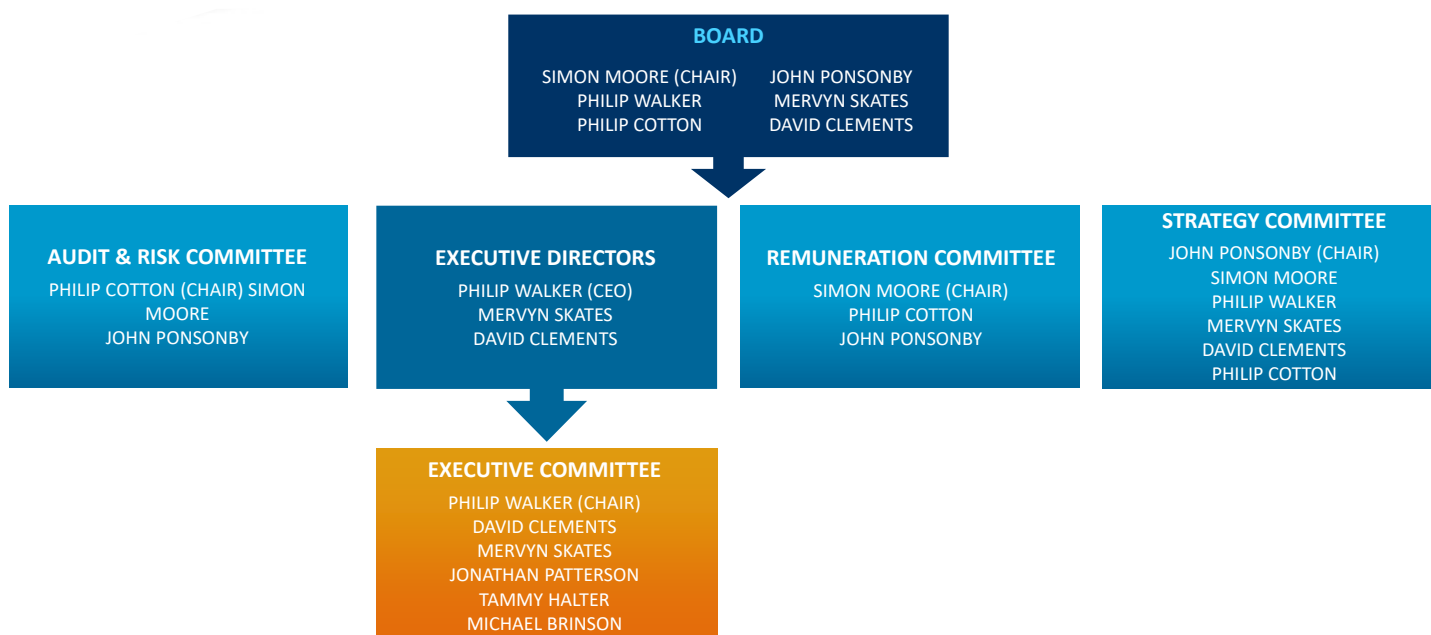 BOARD
SIMON MOORE (CHAIR)
PHILIP WALKER
PHILIP COTTON
JOHN PONSONBY
MERVYN SKATES
DAVID CLEMENTS
AUDIT & RISK COMMITTEE
PHILIP COTTON (CHAIR) SIMON
MOORE
JOHN PONSONBY
EXECUTIVE DIRECTORS
PHILIP WALKER (CEO)
MERVYN SKATES
DAVID CLEMENTS
REMUNERATION COMMITTEE
SIMON MOORE (CHAIR)
PHILIP COTTON
JOHN PONSONBY
STRATEGY COMMITTEE
JOHN PONSONBY (CHAIR)
SIMON MOORE
PHILIP WALKER
MERVYN SKATES
DAVID CLEMENTS
PHILIP COTTON
EXECUTIVE COMMITTEE
PHILIP WALKER (CHAIR)
DAVID CLEMENTS
MERVYN SKATES
JONATHAN PATTERSON
TAMMY HALTER
MICHAEL BRINSON